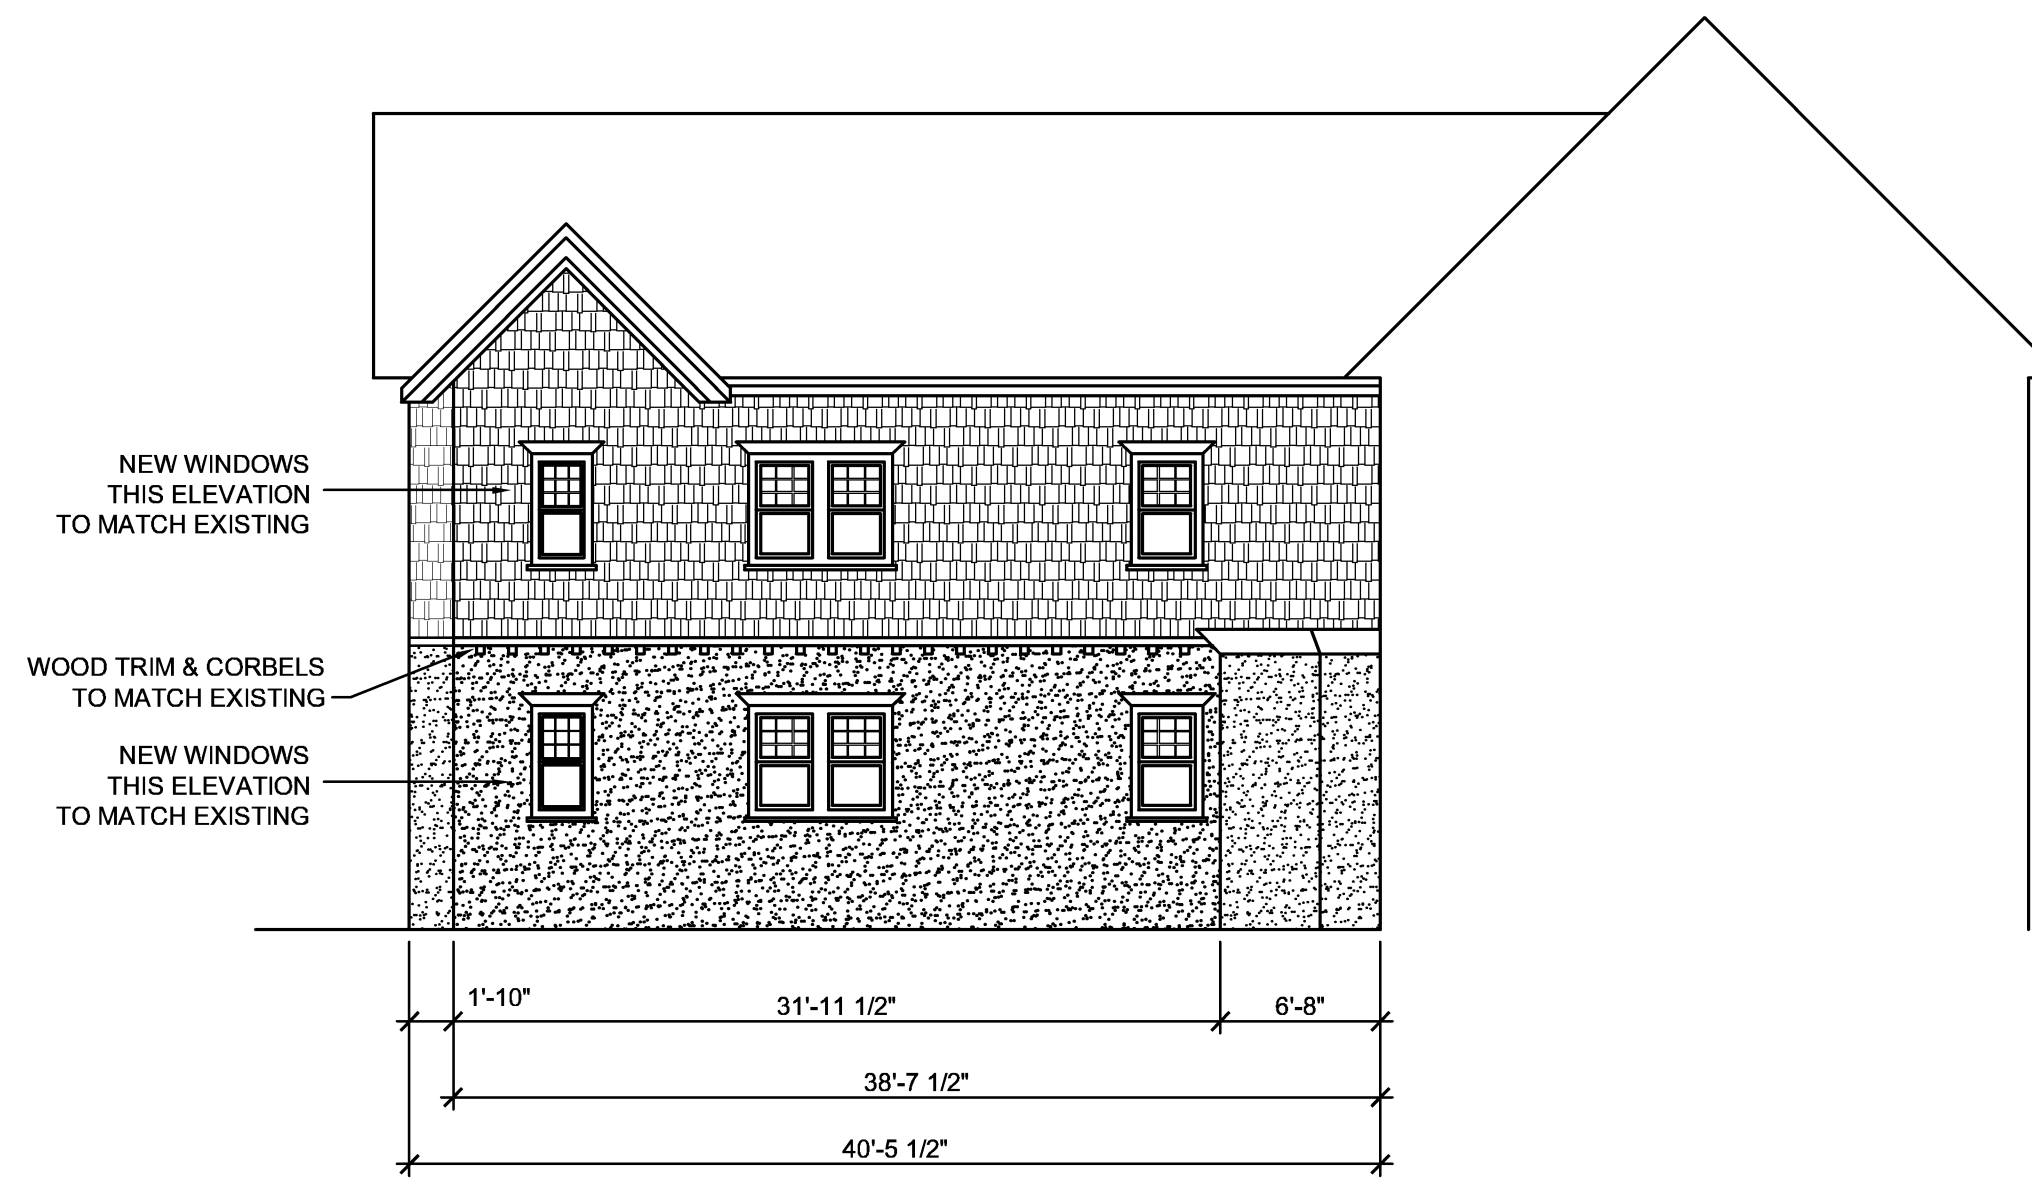 NEW WINDOWS
THIS ELEVATION
TO MATCH EXISTING
WOOD TRIM & CORBELS
TO MATCH EXISTING
NEW WINDOWS
THIS ELEVATION
TO MATCH EXISTING
1'-10"
31'-11 1/2"
6'-8"
38'-7 1/2"
40'-5 1/2"